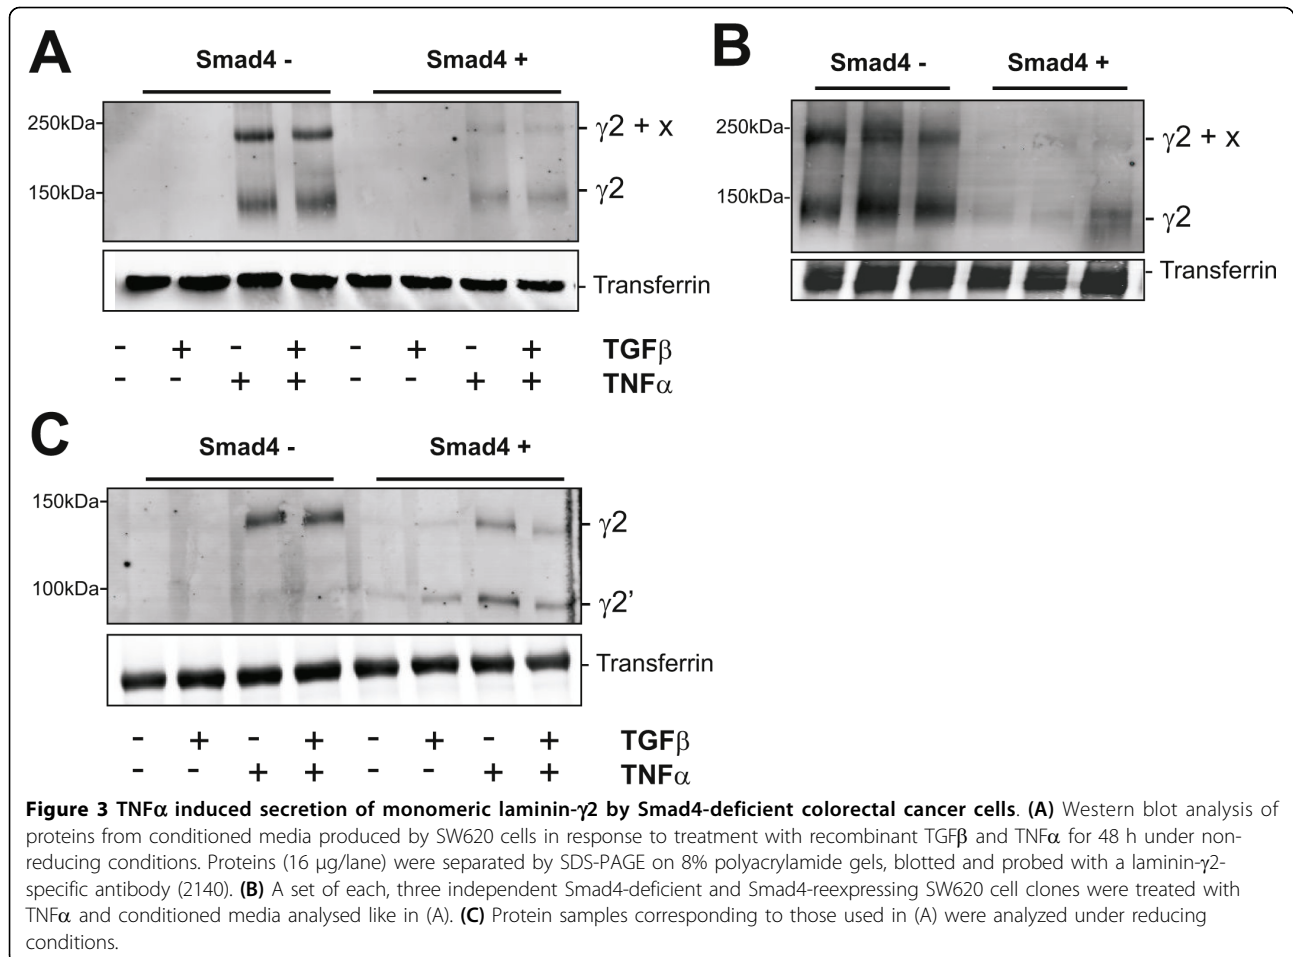 A
Smad4 -
Smad4 +
250kDa
γ2 + x
150kDa
γ2
Transferrin
- + - + - + - + TGFβ
- - + + - - + + TNFα
B
Smad4 -
Smad4 +
250kDa
γ2 + x
150kDa
γ2
Transferrin
C
Smad4 -
Smad4 +
150kDa
γ2
100kDa
γ2’
Transferrin
- + - + - + - + TGFβ
- - + + - - + + TNFα
Figure 3 TNFα induced secretion of monomeric laminin-γ2 by Smad4-deficient colorectal cancer cells. (A) Western blot analysis of
proteins from conditioned media produced by SW620 cells in response to treatment with recombinant TGFβ and TNFα for 48 h under non-
reducing conditions. Proteins (16 μg/lane) were separated by SDS-PAGE on 8% polyacrylamide gels, blotted and probed with a laminin-γ2-
specific antibody (2140). (B) A set of each, three independent Smad4-deficient and Smad4-reexpressing SW620 cell clones were treated with
TNFα and conditioned media analysed like in (A). (C) Protein samples corresponding to those used in (A) were analyzed under reducing
conditions.